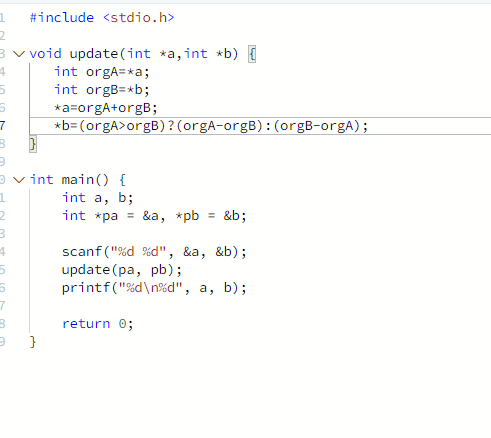 1 #include <stdio.h>
2
3 void update(int *a,int *b) {
4 int orgA=*a;
5 int orgB=*b;
6 *a=orgA+orgB;
7 *b=(orgA>orgB)?(orgA-orgB):(orgB-orgA);
8 }
9
0 int main() {
1 int a, b;
2 int *pa = &a, *pb = &b;
3
4 scanf("%d %d", &a, &b);
5 update(pa, pb);
6 printf("%d\n%d", a, b);
7
8 return 0;
9 }